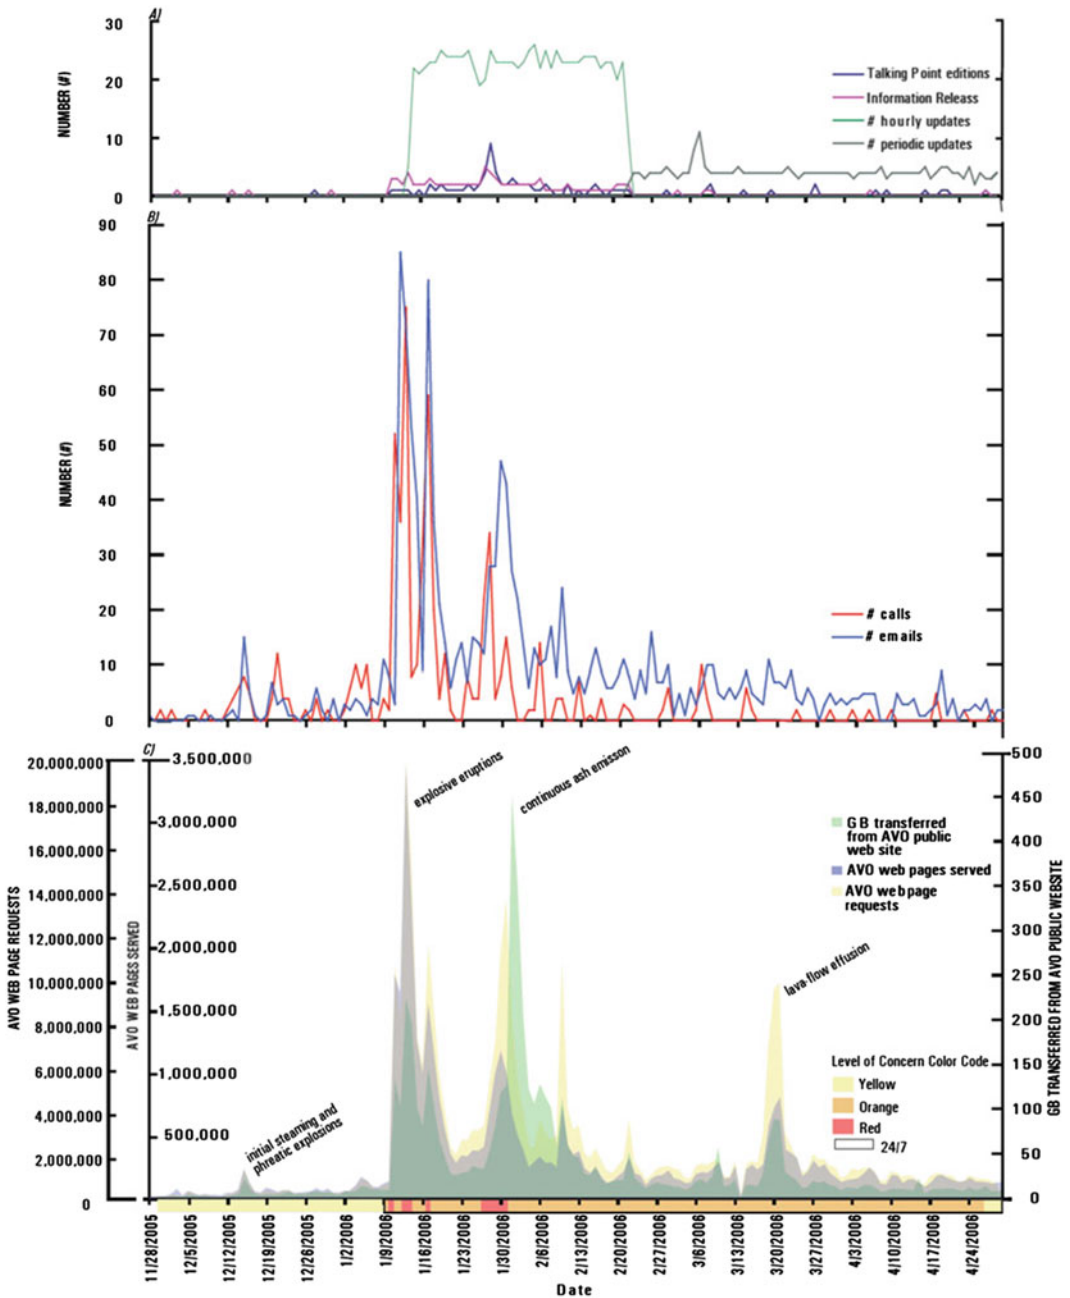 A)
30
20
10
0
NUMBER (#)
Talking Point editions
Information Releass
# hourly updates
# periodic updates
B)
90
80
70
60
50
40
30
20
10
0
NUMBER (#)
# calls
# emails
C)
20,000,000
18,000,000
16,000,000
14,000,000
12,000,000
10,000,000
8,000,000
6,000,000
4,000,000
2,000,000
0
AVO WEB PAGE REQUESTS
3,500,000
3,000,000
2,500,000
2,000,000
1,500,000
1,000,000
500,000
AVO WEB PAGES SERVED
500
450
400
350
300
250
200
150
100
50
0
GB TRANSFERRED FROM AVO PUBLIC WEBSITE
explosive eruptions
continuous ash emisson
lava-flow effusion
initial steaming and
phreatic explosions
GB transferred
from AVO public
web site
AVO web pages served
AVO webpage
requests
Level of Concern Color Code
Yellow
Orange
Red
24/7
11/28/2005
12/5/2005
12/12/2005
12/19/2005
12/26/2005
1/2/2006
1/9/2006
1/16/2006
1/23/2006
1/30/2006
2/6/2006
2/13/2006
2/20/2006
2/27/2006
3/6/2006
3/13/2006
3/20/2006
3/27/2006
4/3/2006
4/10/2006
4/17/2006
4/24/2006
Date